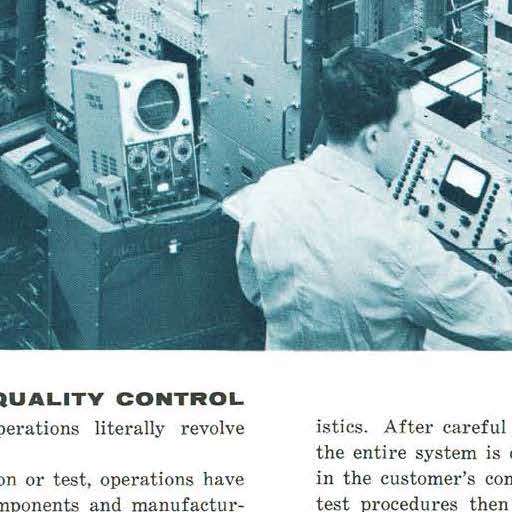 QUALITY CONTROL
perations literally revolve
on or test, operations have
mponents and manufactur-
istics. After careful
the entire system is
in the customer's con
test procedures then